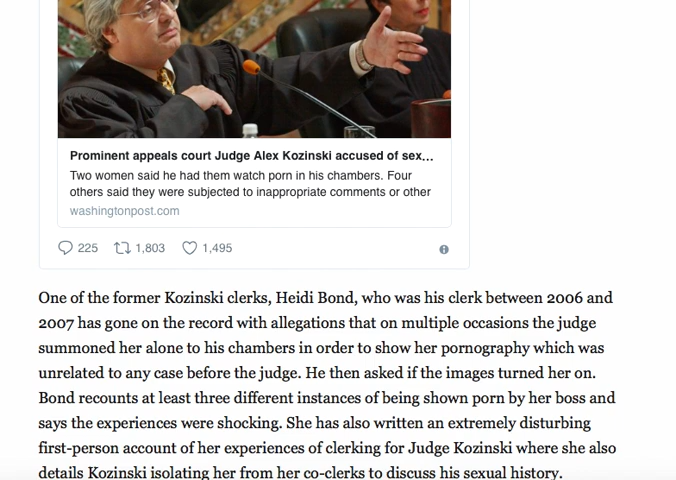 Prominent appeals court Judge Alex Kozinski accused of sex...
Two women said he had them watch porn in his chambers. Four
others said they were subjected to inappropriate comments or other
washingtonpost.com
225 1,803 1,495
One of the former Kozinski clerks, Heidi Bond, who was his clerk between 2006 and
2007 has gone on the record with allegations that on multiple occasions the judge
summoned her alone to his chambers in order to show her pornography which was
unrelated to any case before the judge. He then asked if the images turned her on.
Bond recounts at least three different instances of being shown porn by her boss and
says the experiences were shocking. She has also written an extremely disturbing
first-person account of her experiences of clerking for Judge Kozinski where she also
details Kozinski isolating her from her co-clerks to discuss his sexual history.